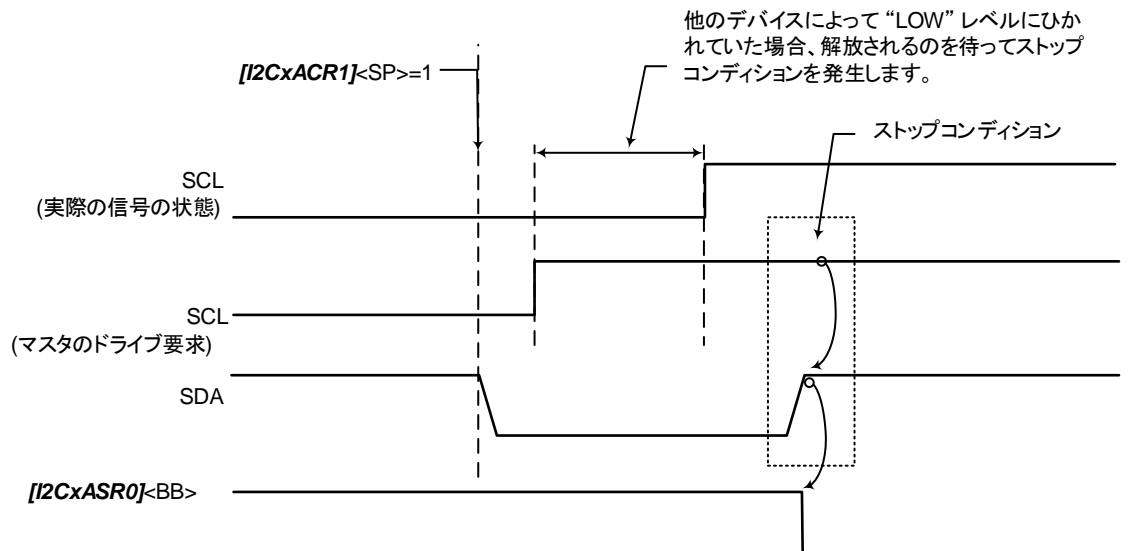 他のデバイスによって “LOW” レベルにひか
れていた場合、解放されるのを待ってストップ
コンディションを発生します。
[I2CxACR1]<SP>=1
ストップコンディション
SCL
(実際の信号の状態)
SCL
(マスタのドライブ要求)
SDA
[I2CxASR0]<BB>